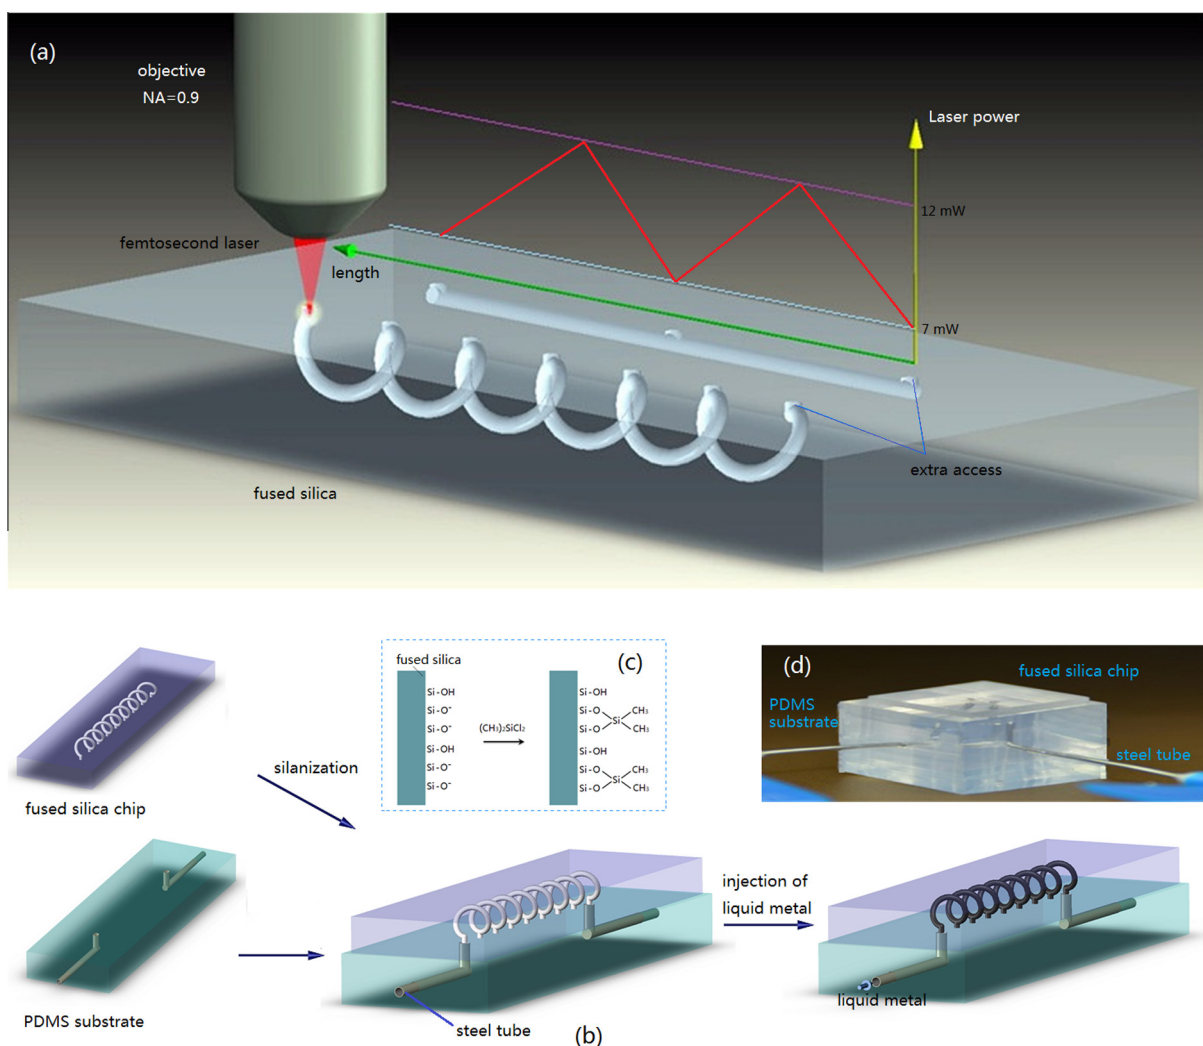 (a)
objective
NA=0.9
Laser power
12 mW
femtosecond laser
length
7 mW
extra access
fused silica
fused silica chip
silanization
PDMS substrate
(c)
fused silica
Si-OH
Si-O⁻
Si-O⁻
Si-OH
Si-O⁻
Si-O⁻
(CH₃)₂SiCl₂
Si-OH
Si-O
Si-O
Si
CH₃
CH₃
Si-OH
Si-O
Si-O
Si
CH₃
CH₃
(d)
fused silica chip
PDMS
substrate
steel tube
injection of
liquid metal
steel tube
liquid metal
(b)